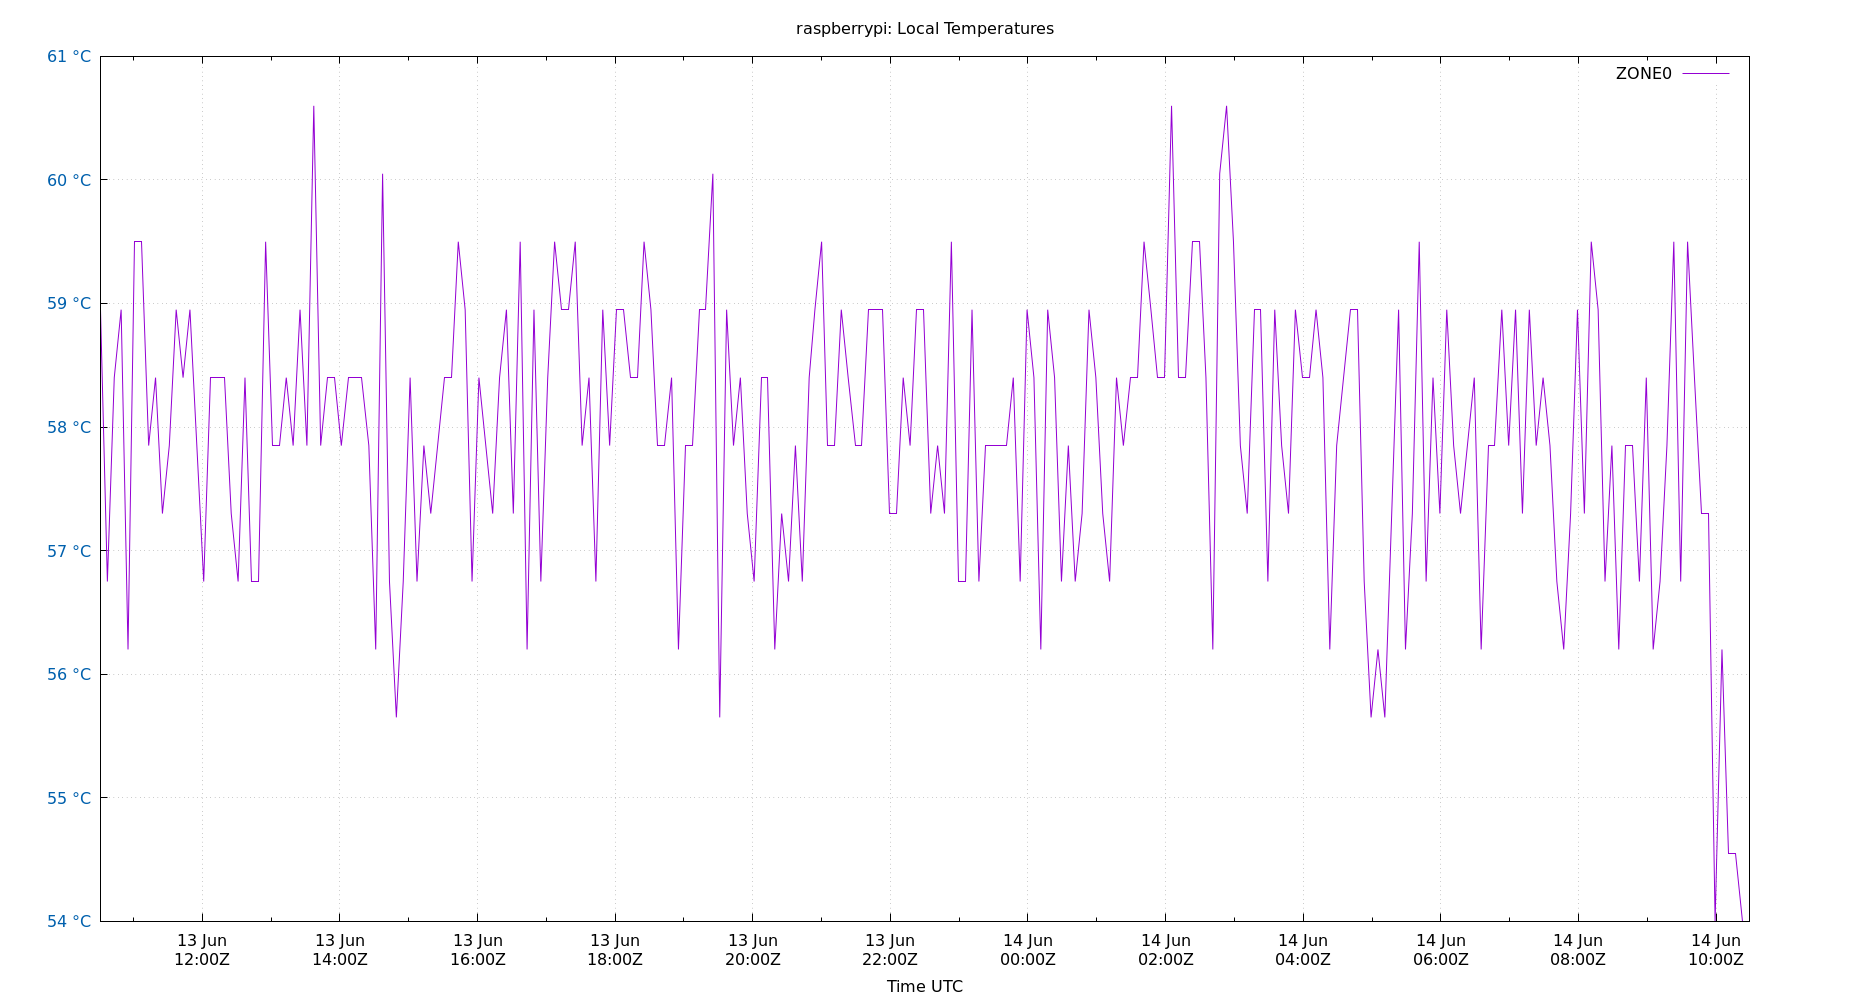 raspberrypi: Local Temperatures
61 °C
ZONE0
60 °C
59 °C
58 °C
57 °C
56 °C
55 °C
54 °C
13 Jun 13 Jun 13 Jun 13 Jun 13 Jun 13 Jun 14 Jun 14 Jun 14 Jun 14 Jun 14 Jun 14 Jun
12:00Z 14:00Z 16:00Z 18:00Z 20:00Z 22:00Z 00:00Z 02:00Z 04:00Z 06:00Z 08:00Z 10:00Z
Time UTC